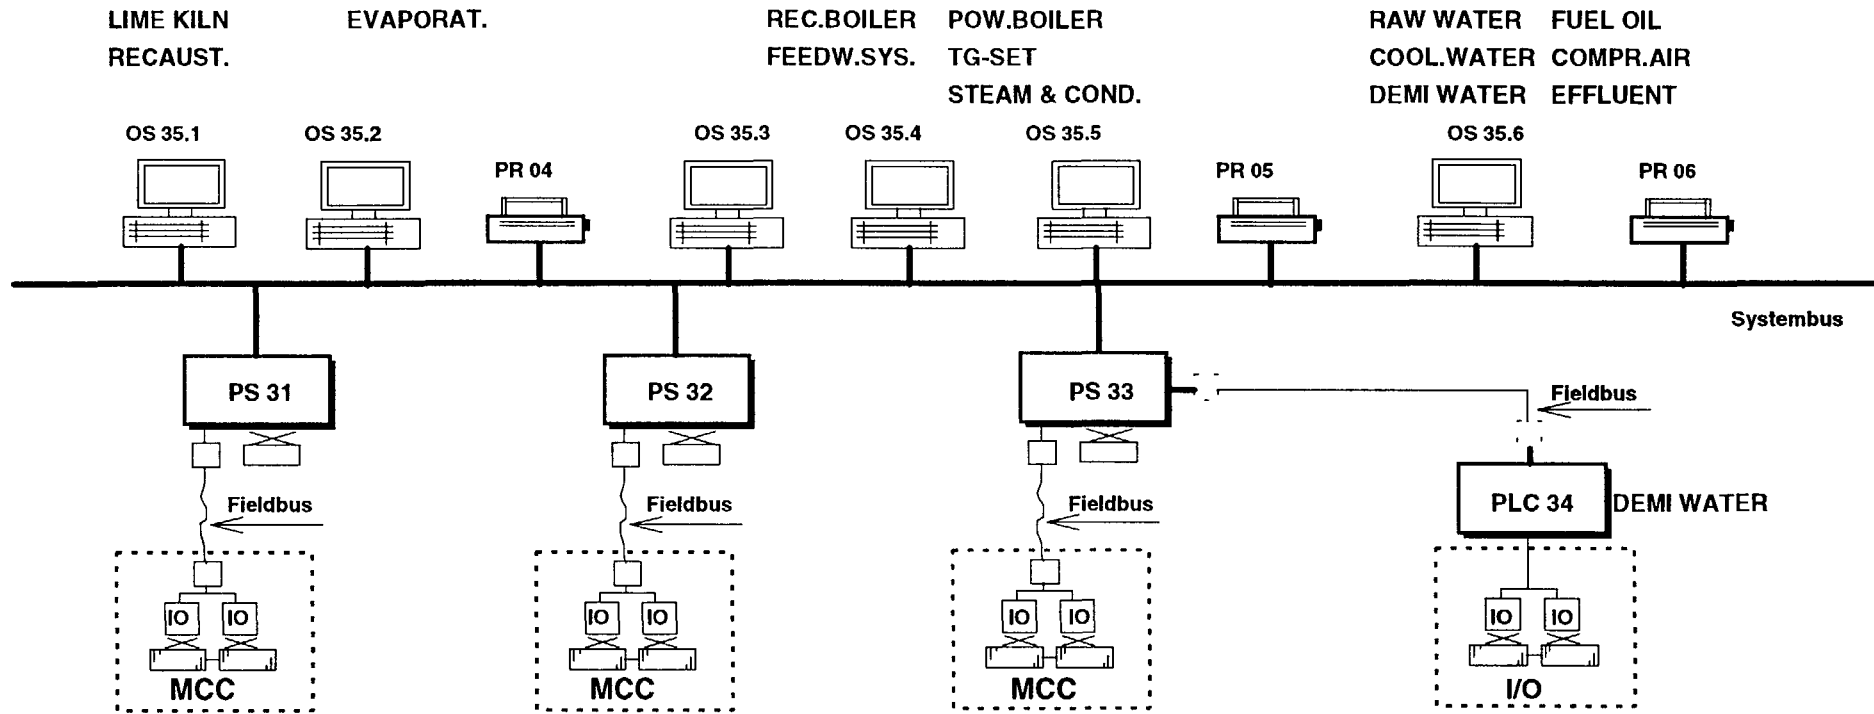 LIME KILN EVAPORAT. REC.BOILER POW.BOILER RAW WATER FUEL OIL
RECAUST. FEEDW.SYS. TG-SET COOL.WATER COMPR.AIR
STEAM & COND. DEMI WATER EFFLUENT
OS 35.1 OS 35.2 OS 35.3 OS 35.4 OS 35.5 OS 35.6
PR 04 PR 05 PR 06
Systembus
PS 31 PS 32 PS 33 Fieldbus
Fieldbus Fieldbus Fieldbus PLC 34 DEMI WATER
IO IO IO IO IO IO IO IO
MCC MCC MCC I/O